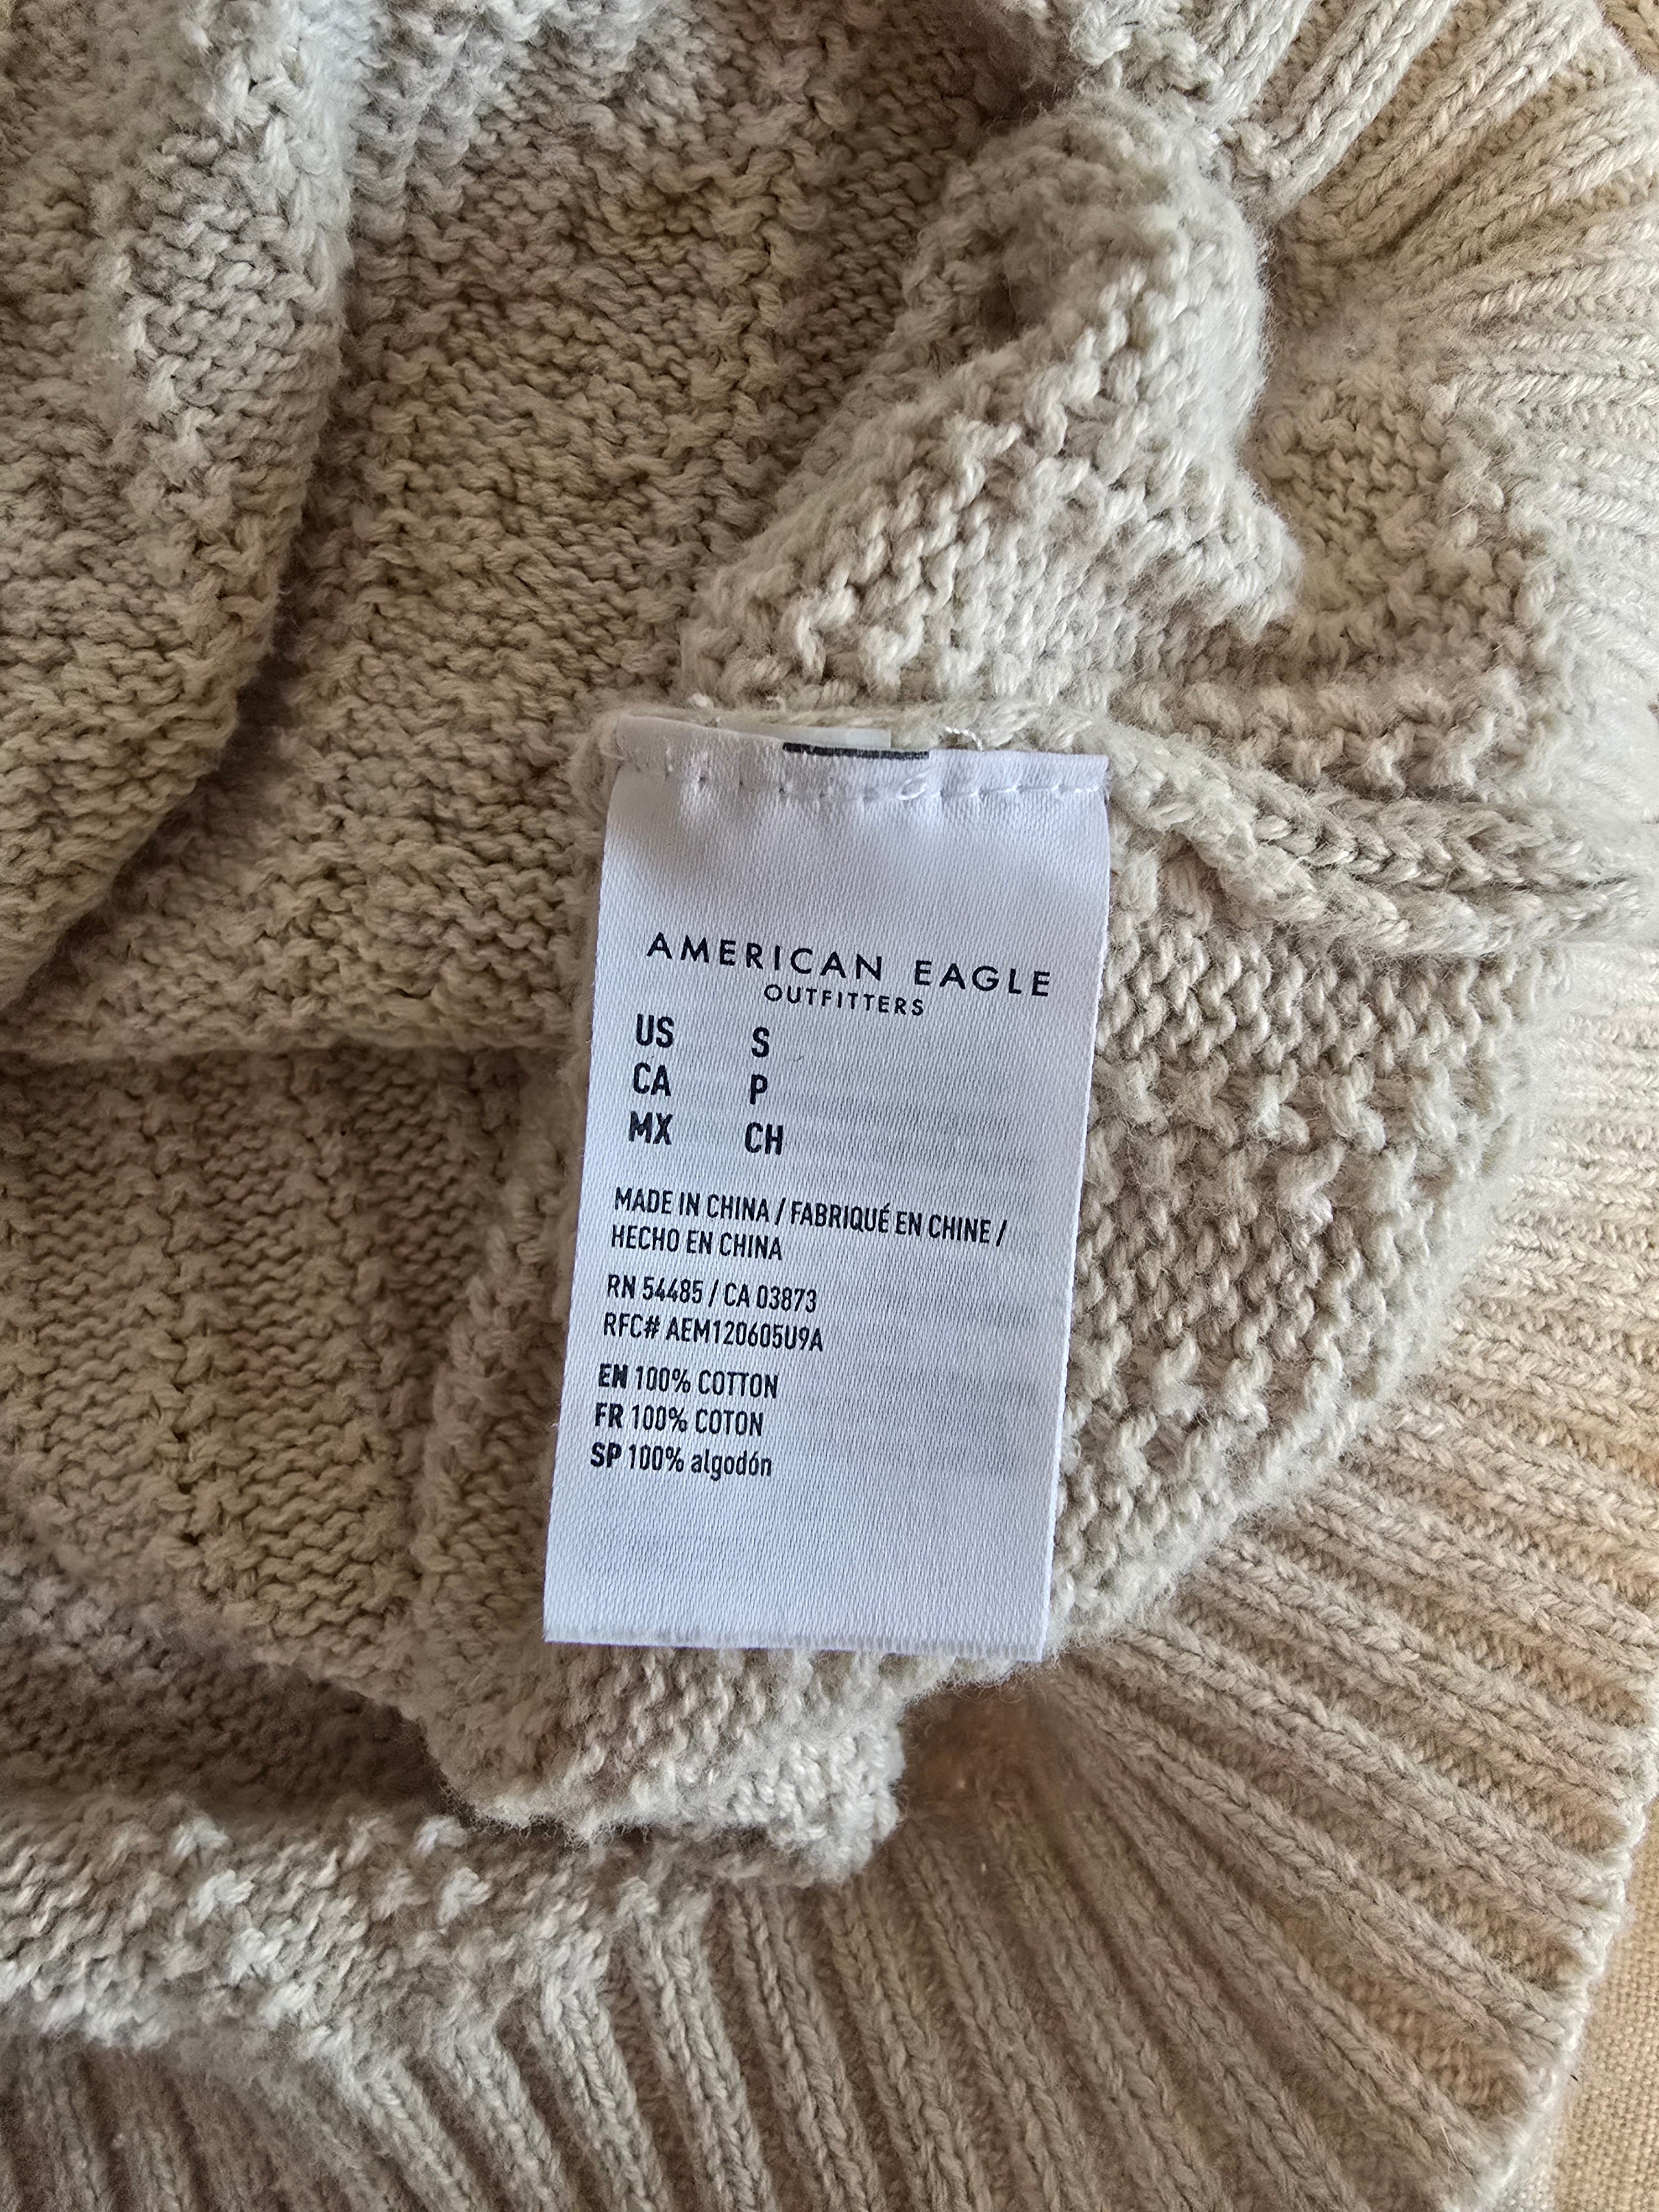 AMERICAN EAGLE
OUTFITTERS
US S
CA P
MX CH
MADE IN CHINA / FABRIQUÉ EN CHINE /
HECHO EN CHINA
RN 54485 / CA 03873
RFC# AEM120605U9A
EN 100% COTTON
FR 100% COTON
SP 100% algodón